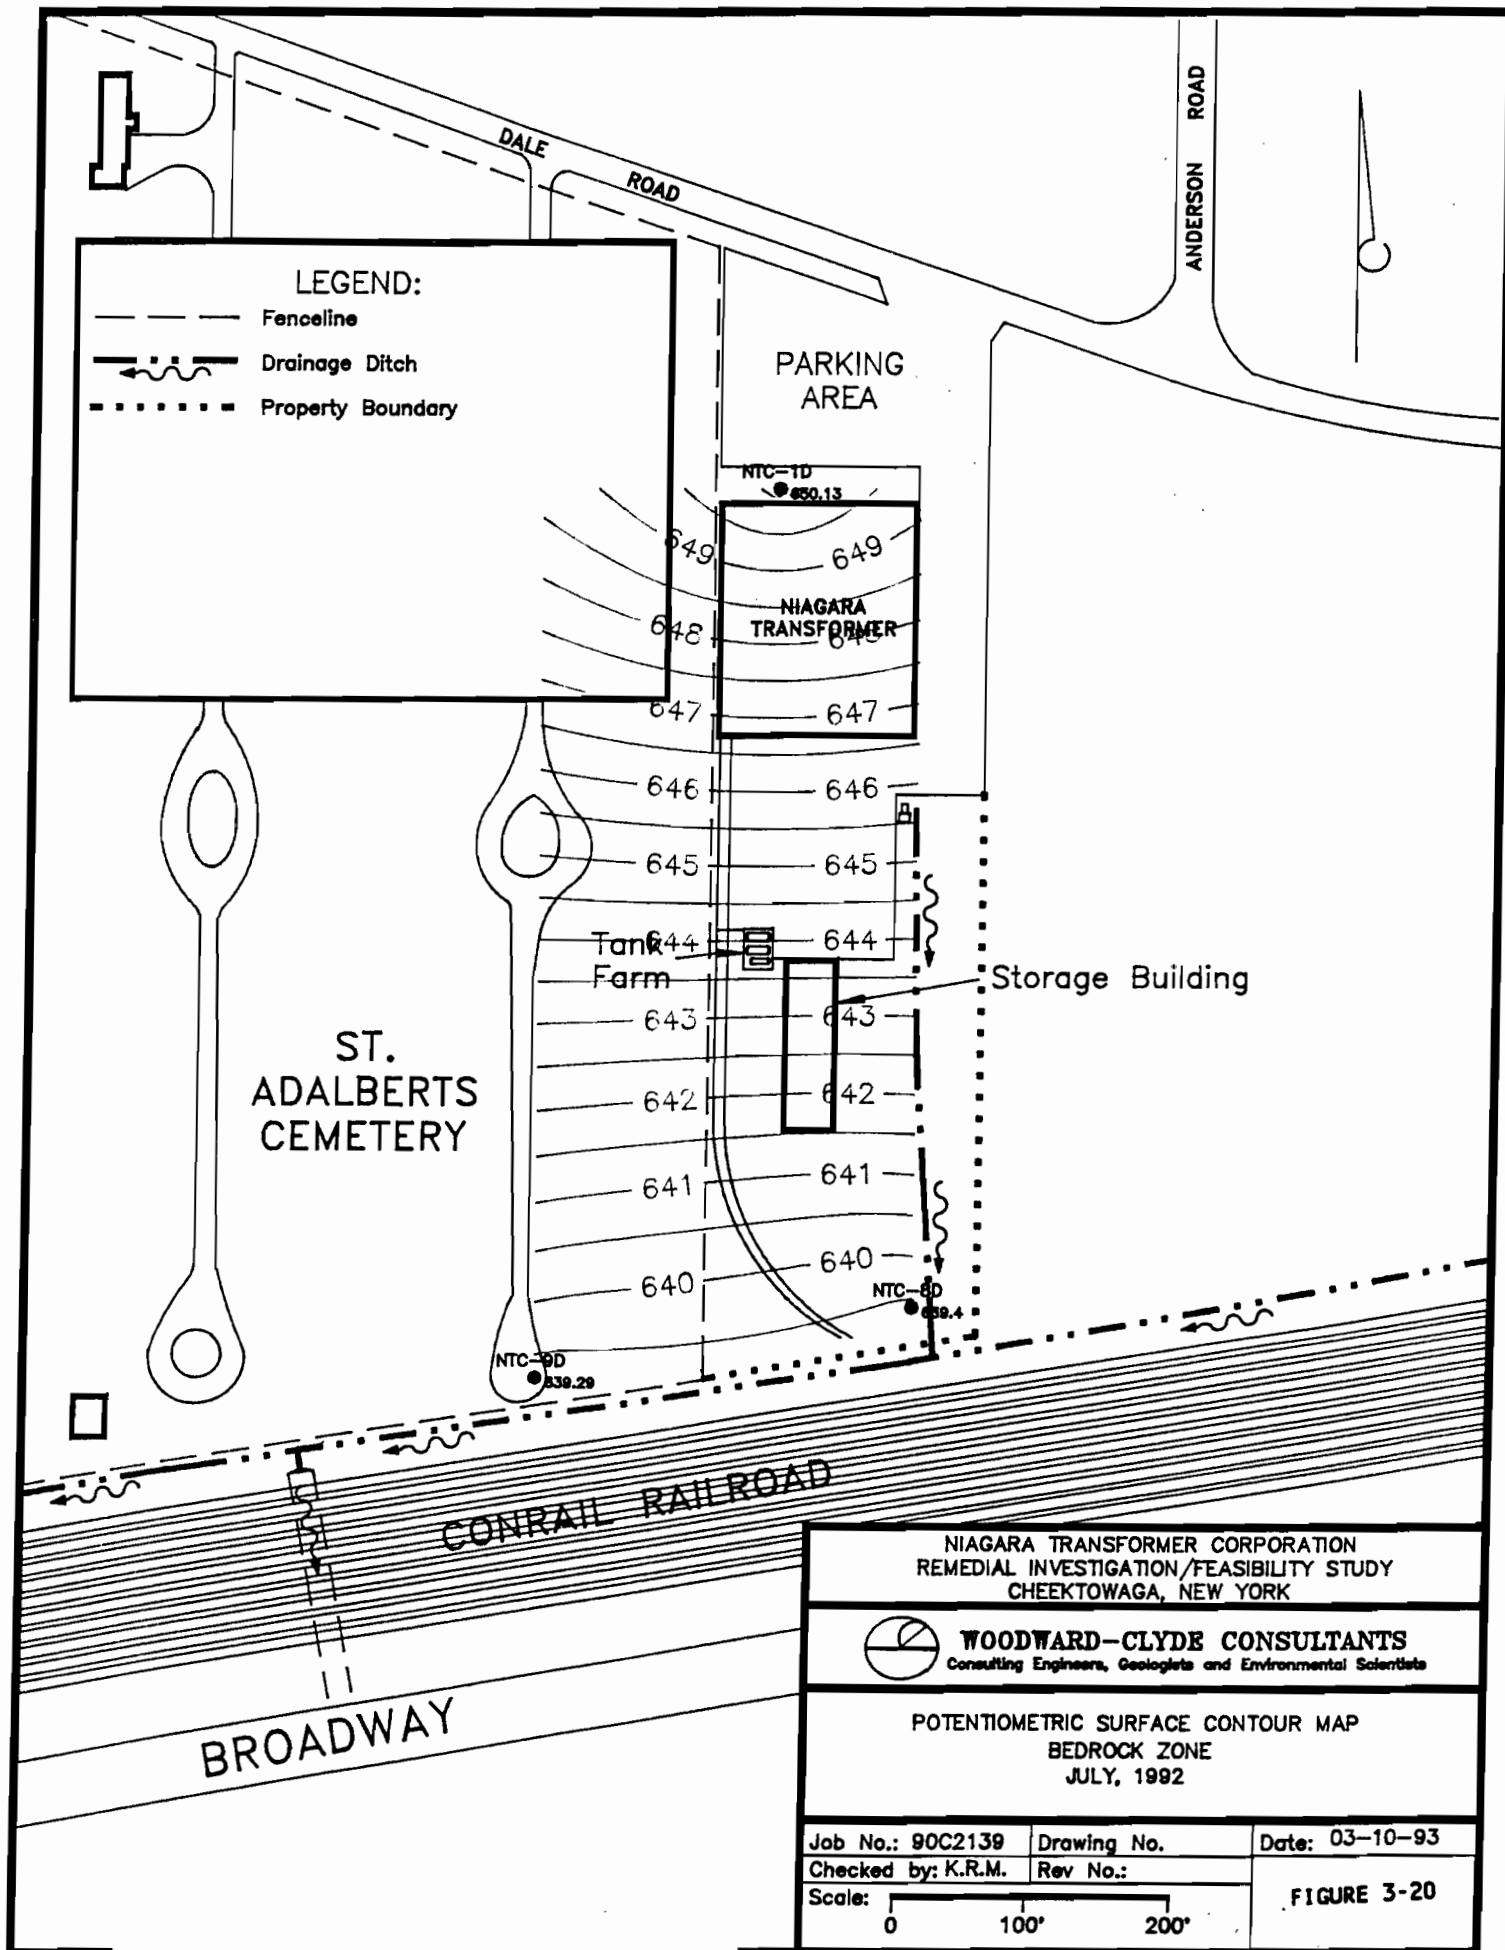 DALE
ROAD
ANDERSON ROAD
LEGEND:
Fenceline
Drainage Ditch
Property Boundary
PARKING
AREA
NTC-1D
650.13
649
649
NIAGARA
TRANSFORMER
648
647
647
646
646
645
645
Tank
Farm
644
644
Storage Building
643
643
ST.
ADALBERTS
CEMETERY
642
642
641
641
640
640
NTC-8D
639.4
NTC-9D
639.29
CONRAIL RAILROAD
BROADWAY
NIAGARA TRANSFORMER CORPORATION
REMEDIAL INVESTIGATION/FEASIBILITY STUDY
CHEEKTOWAGA, NEW YORK
WOODWARD-CLYDE CONSULTANTS
Consulting Engineers, Geologists and Environmental Scientists
POTENTIOMETRIC SURFACE CONTOUR MAP
BEDROCK ZONE
JULY, 1992
Job No.: 90C2139
Drawing No.
Date: 03-10-93
Checked by: K.R.M.
Rev No.:
Scale:
0 100' 200'
FIGURE 3-20